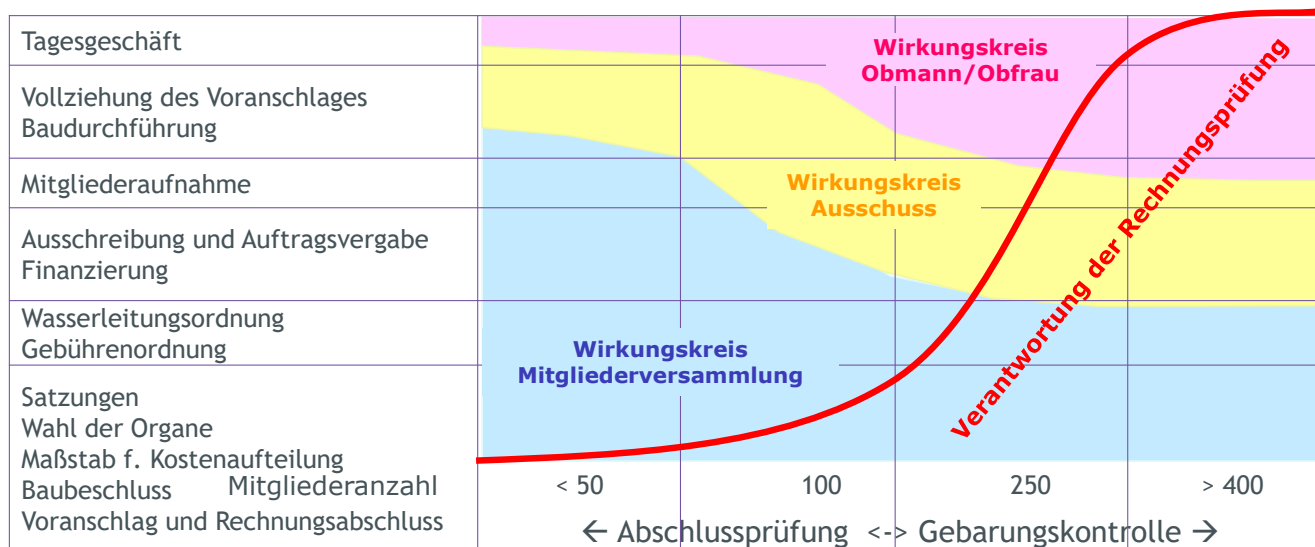 Tagesgeschäft
Vollziehung des Voranschlages
Baudurchführung
Mitgliederaufnahme
Ausschreibung und Auftragsvergabe
Finanzierung
Wasserleitungsordnung
Gebührenordnung
Satzungen
Wahl der Organe
Maßstab f. Kostenaufteilung
Baubeschluss
Voranschlag und Rechnungsabschluss
Wirkungskreis
Obmann/Obfrau
Wirkungskreis
Ausschuss
Wirkungskreis
Mitgliederversammlung
Verantwortung der Rechnungsprüfung
Mitgliederanzahl < 50 100 250 > 400
← Abschlussprüfung <-> Gebarungskontrolle →